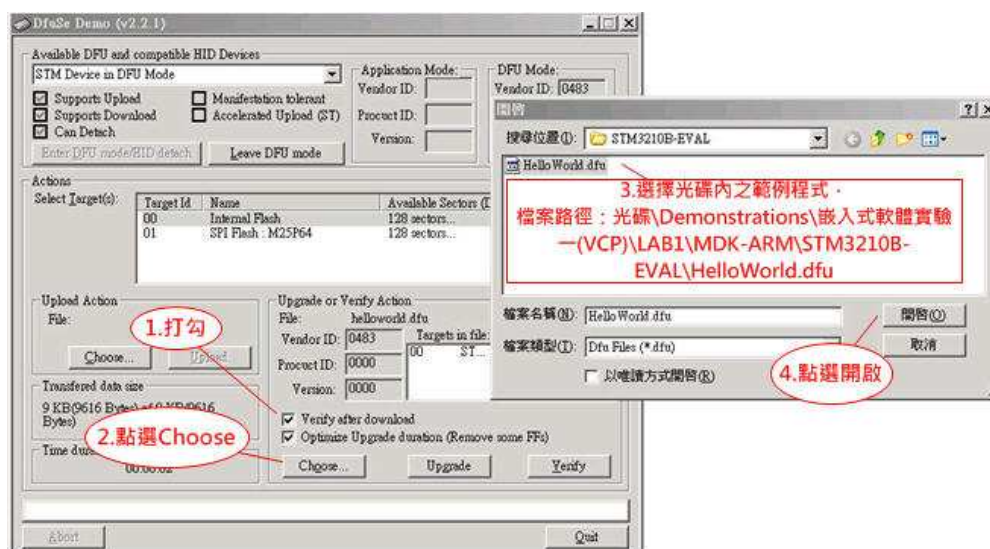 DfuSe Demo (v2.2.1)
Available DFU and compatible HID Devices
STM Device in DFU Mode
Supports Upload
Manifestation tolerant
Supports Download
Accelerated Upload (ST)
Can Detach
Enter DFU mode/HID detach
Leave DFU mode
Application Mode:
Vendor ID:
Procuct ID:
Version:
DFU Mode:
Vendor ID: 0483
Actions
Select Target(s):
Target Id Name Available Sectors (D
00 Internal Flash 128 sectors...
01 SPI Flash : M25P64 128 sectors...
Upload Action
File:
Choose...
Upload
Transfered data size
9 KB(9616 Bytes) of 9 KB(9616
Bytes)
Time
00:00:02
Upgrade or Verify Action
File: helloworld.dfu
Vendor ID: 0483
Targets in file:
00 ST...
Procuct ID: 0000
Version: 0000
Verify after download
Optimize Upgrade duration (Remove some FFs)
Choose...
Upgrade
Verify
Abort
Quit
1.打勾
2.點選Choose
開啟
搜尋位置(I): STM3210B-EVAL
HelloWorld.dfu
3.選擇光碟內之範例程式.
檔案路徑：光碟\Demonstrations\嵌入式軟體實驗
一(VCP)\LAB1\MDK-ARM\STM3210B-
EVAL\HelloWorld.dfu
檔案名稱(N): HelloWorld.dfu
開啟(O)
檔案類型(T): Dfu Files (*.dfu)
取消
以唯讀方式開啟(R)
4.點選開啟